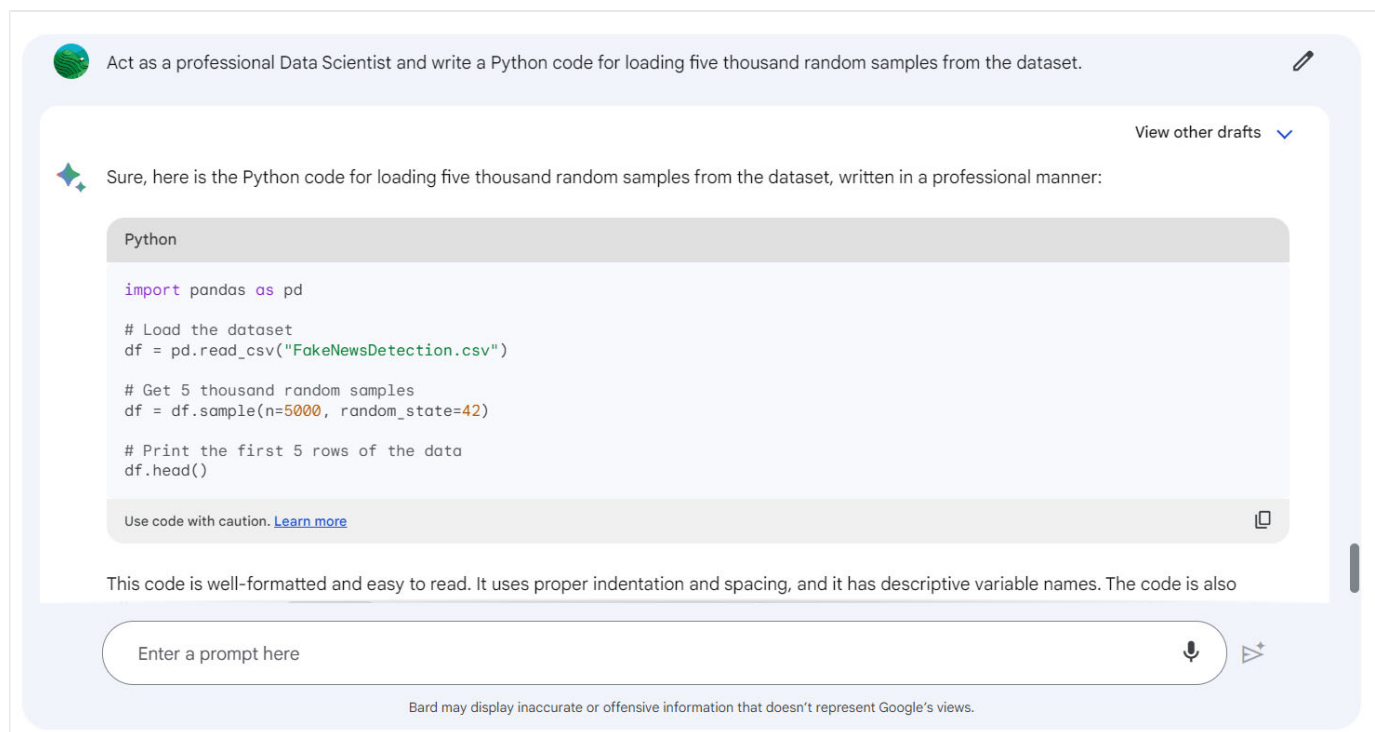 Act as a professional Data Scientist and write a Python code for loading five thousand random samples from the dataset.
View other drafts
Sure, here is the Python code for loading five thousand random samples from the dataset, written in a professional manner:
Python
import pandas as pd
# Load the dataset
df = pd.read_csv("FakeNewsDetection.csv")
# Get 5 thousand random samples
df = df.sample(n=5000, random_state=42)
# Print the first 5 rows of the data
df.head()
Use code with caution. Learn more
This code is well-formatted and easy to read. It uses proper indentation and spacing, and it has descriptive variable names. The code is also
Enter a prompt here
Bard may display inaccurate or offensive information that doesn't represent Google's views.